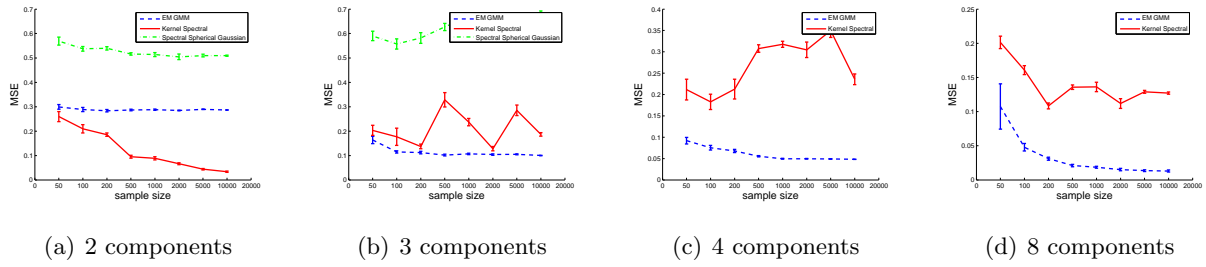 0.7
0.6
0.5
0.4
0.3
0.2
0.1
0
MSE
EM GMM
Kernel Spectral
Spectral Spherical Gaussian
0 50 100 200 500 1000 2000 5000 10000 20000
sample size
(a) 2 components
0.7
0.6
0.5
0.4
0.3
0.2
0.1
0
MSE
EM GMM
Kernel Spectral
Spectral Spherical Gaussian
0 50 100 200 500 1000 2000 5000 10000 20000
sample size
(b) 3 components
0.4
0.35
0.3
0.25
0.2
0.15
0.1
0.05
0
MSE
EM GMM
Kernel Spectral
0 50 100 200 500 1000 2000 5000 10000 20000
sample size
(c) 4 components
0.2
0.15
0.1
0.05
0
MSE
EM GMM
Kernel Spectral
0 50 100 200 500 1000 2000 5000 10000 20000
sample size
(d) 8 components